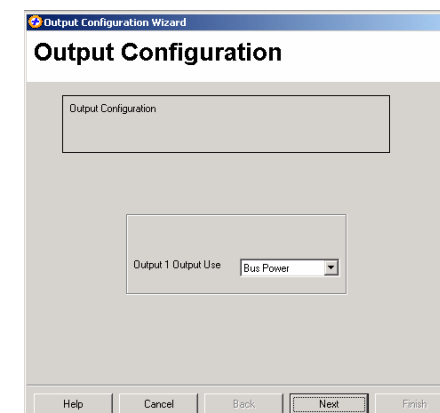 Output Configuration Wizard
Output Configuration
Output Configuration
Output 1 Output Use Bus Power
Help Cancel Back Next Finish